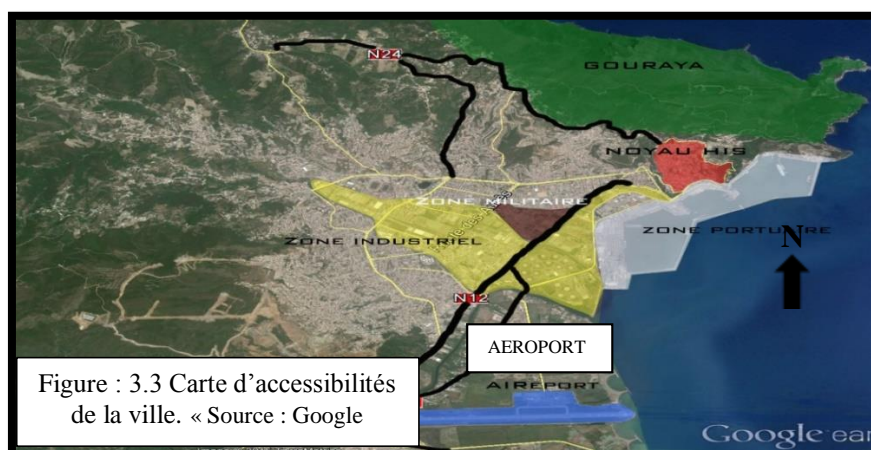 N24
GOURAYA
NOYAU HIS
ZONE MILITAIRE
ZONE INDUSTRIEL
ZONE PORTUAIRE
N
N12
AEROPORT
AIREPORT
Figure : 3.3 Carte d’accessibilités
de la ville. « Source : Google
Google ear